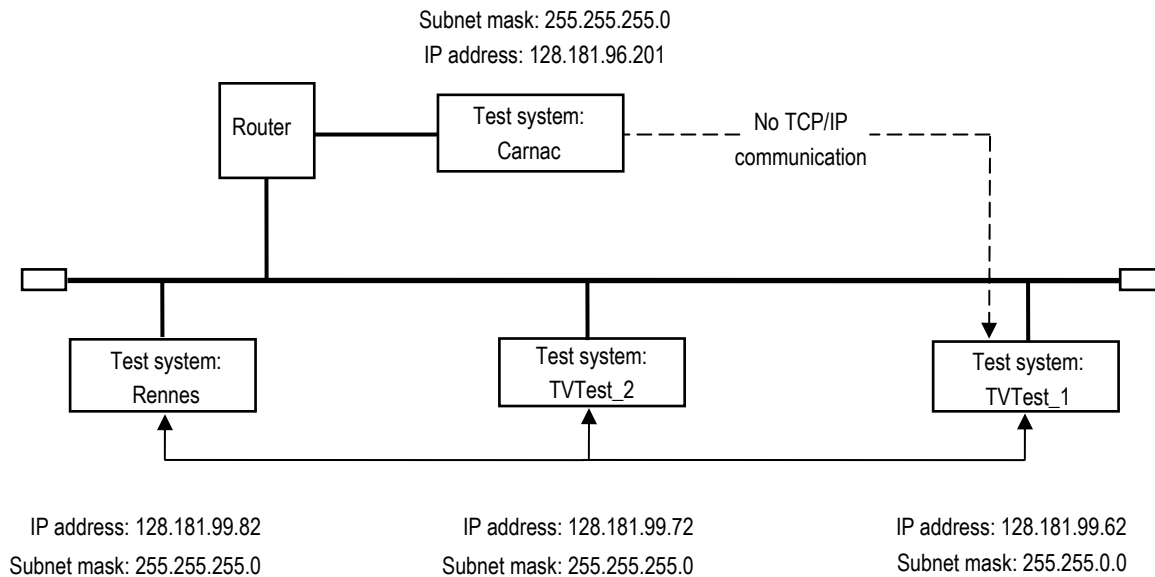 Subnet mask: 255.255.255.0
IP address: 128.181.96.201
Router
Test system:
Carnac
No TCP/IP
communication
Test system:
Rennes
Test system:
TVTest_2
Test system:
TVTest_1
IP address: 128.181.99.82
Subnet mask: 255.255.255.0
IP address: 128.181.99.72
Subnet mask: 255.255.255.0
IP address: 128.181.99.62
Subnet mask: 255.255.0.0